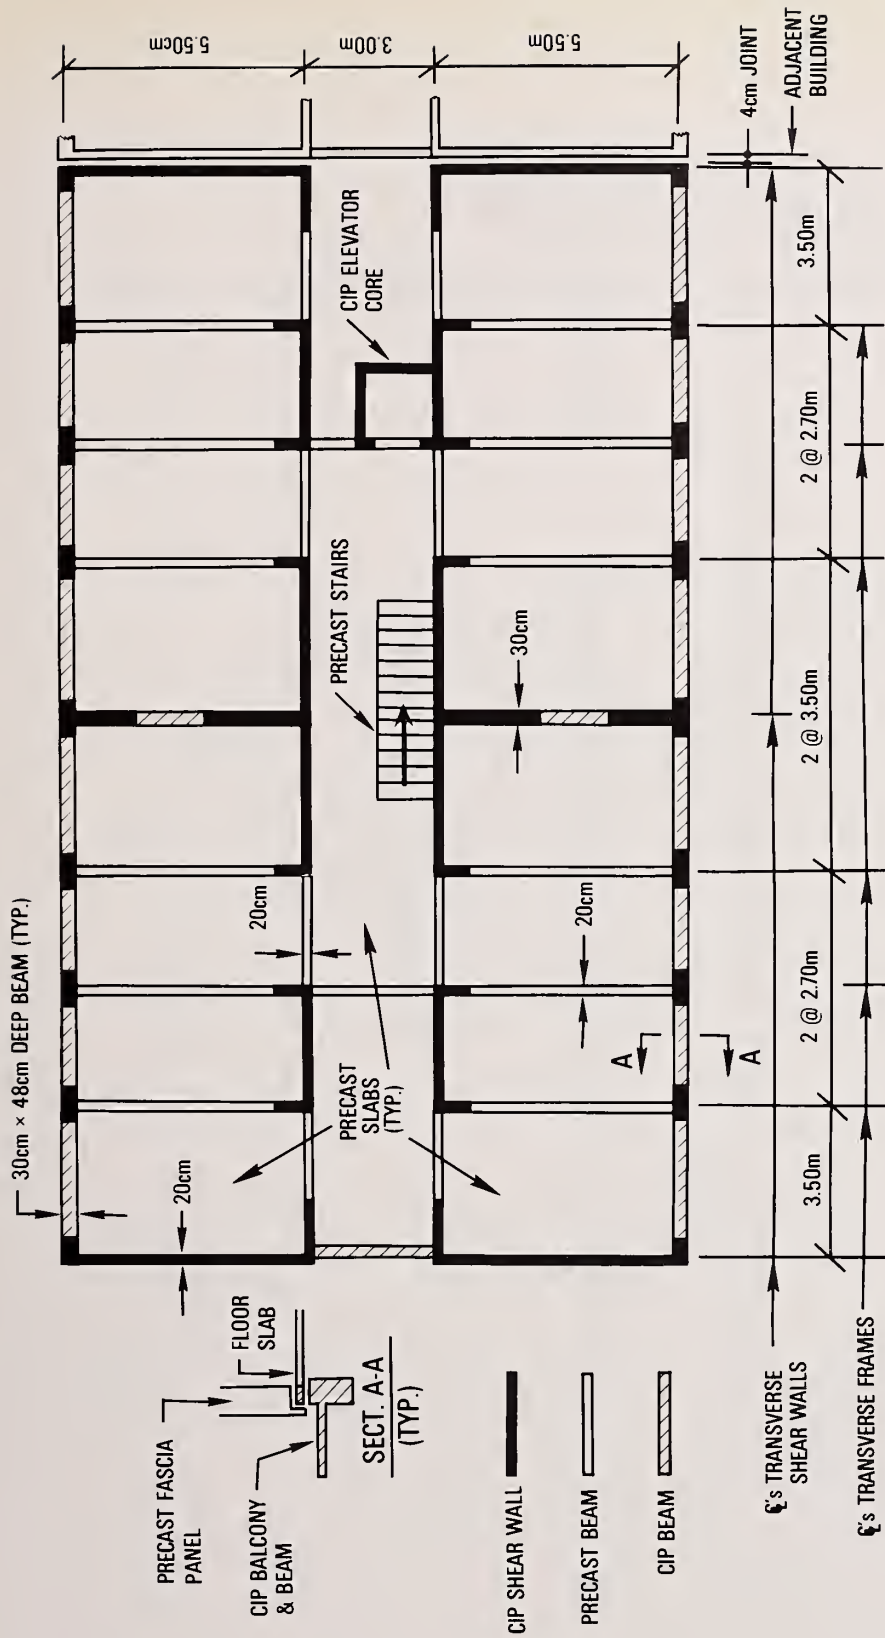 30cm × 48cm DEEP BEAM (TYP.)
5.50cm
3.00m
5.50m
20cm
20cm
PRECAST
SLABS
(TYP.)
PRECAST STAIRS
CIP ELEVATOR
CORE
30cm
20cm
A
A
4cm JOINT
ADJACENT
BUILDING
3.50m
2 @ 2.70m
2 @ 3.50m
2 @ 2.70m
3.50m
PRECAST FASCIA
PANEL
FLOOR
SLAB
CIP BALCONY
& BEAM
SECT. A-A
(TYP.)
CIP SHEAR WALL
PRECAST BEAM
CIP BEAM
℄'s TRANSVERSE
SHEAR WALLS
℄'s TRANSVERSE FRAMES